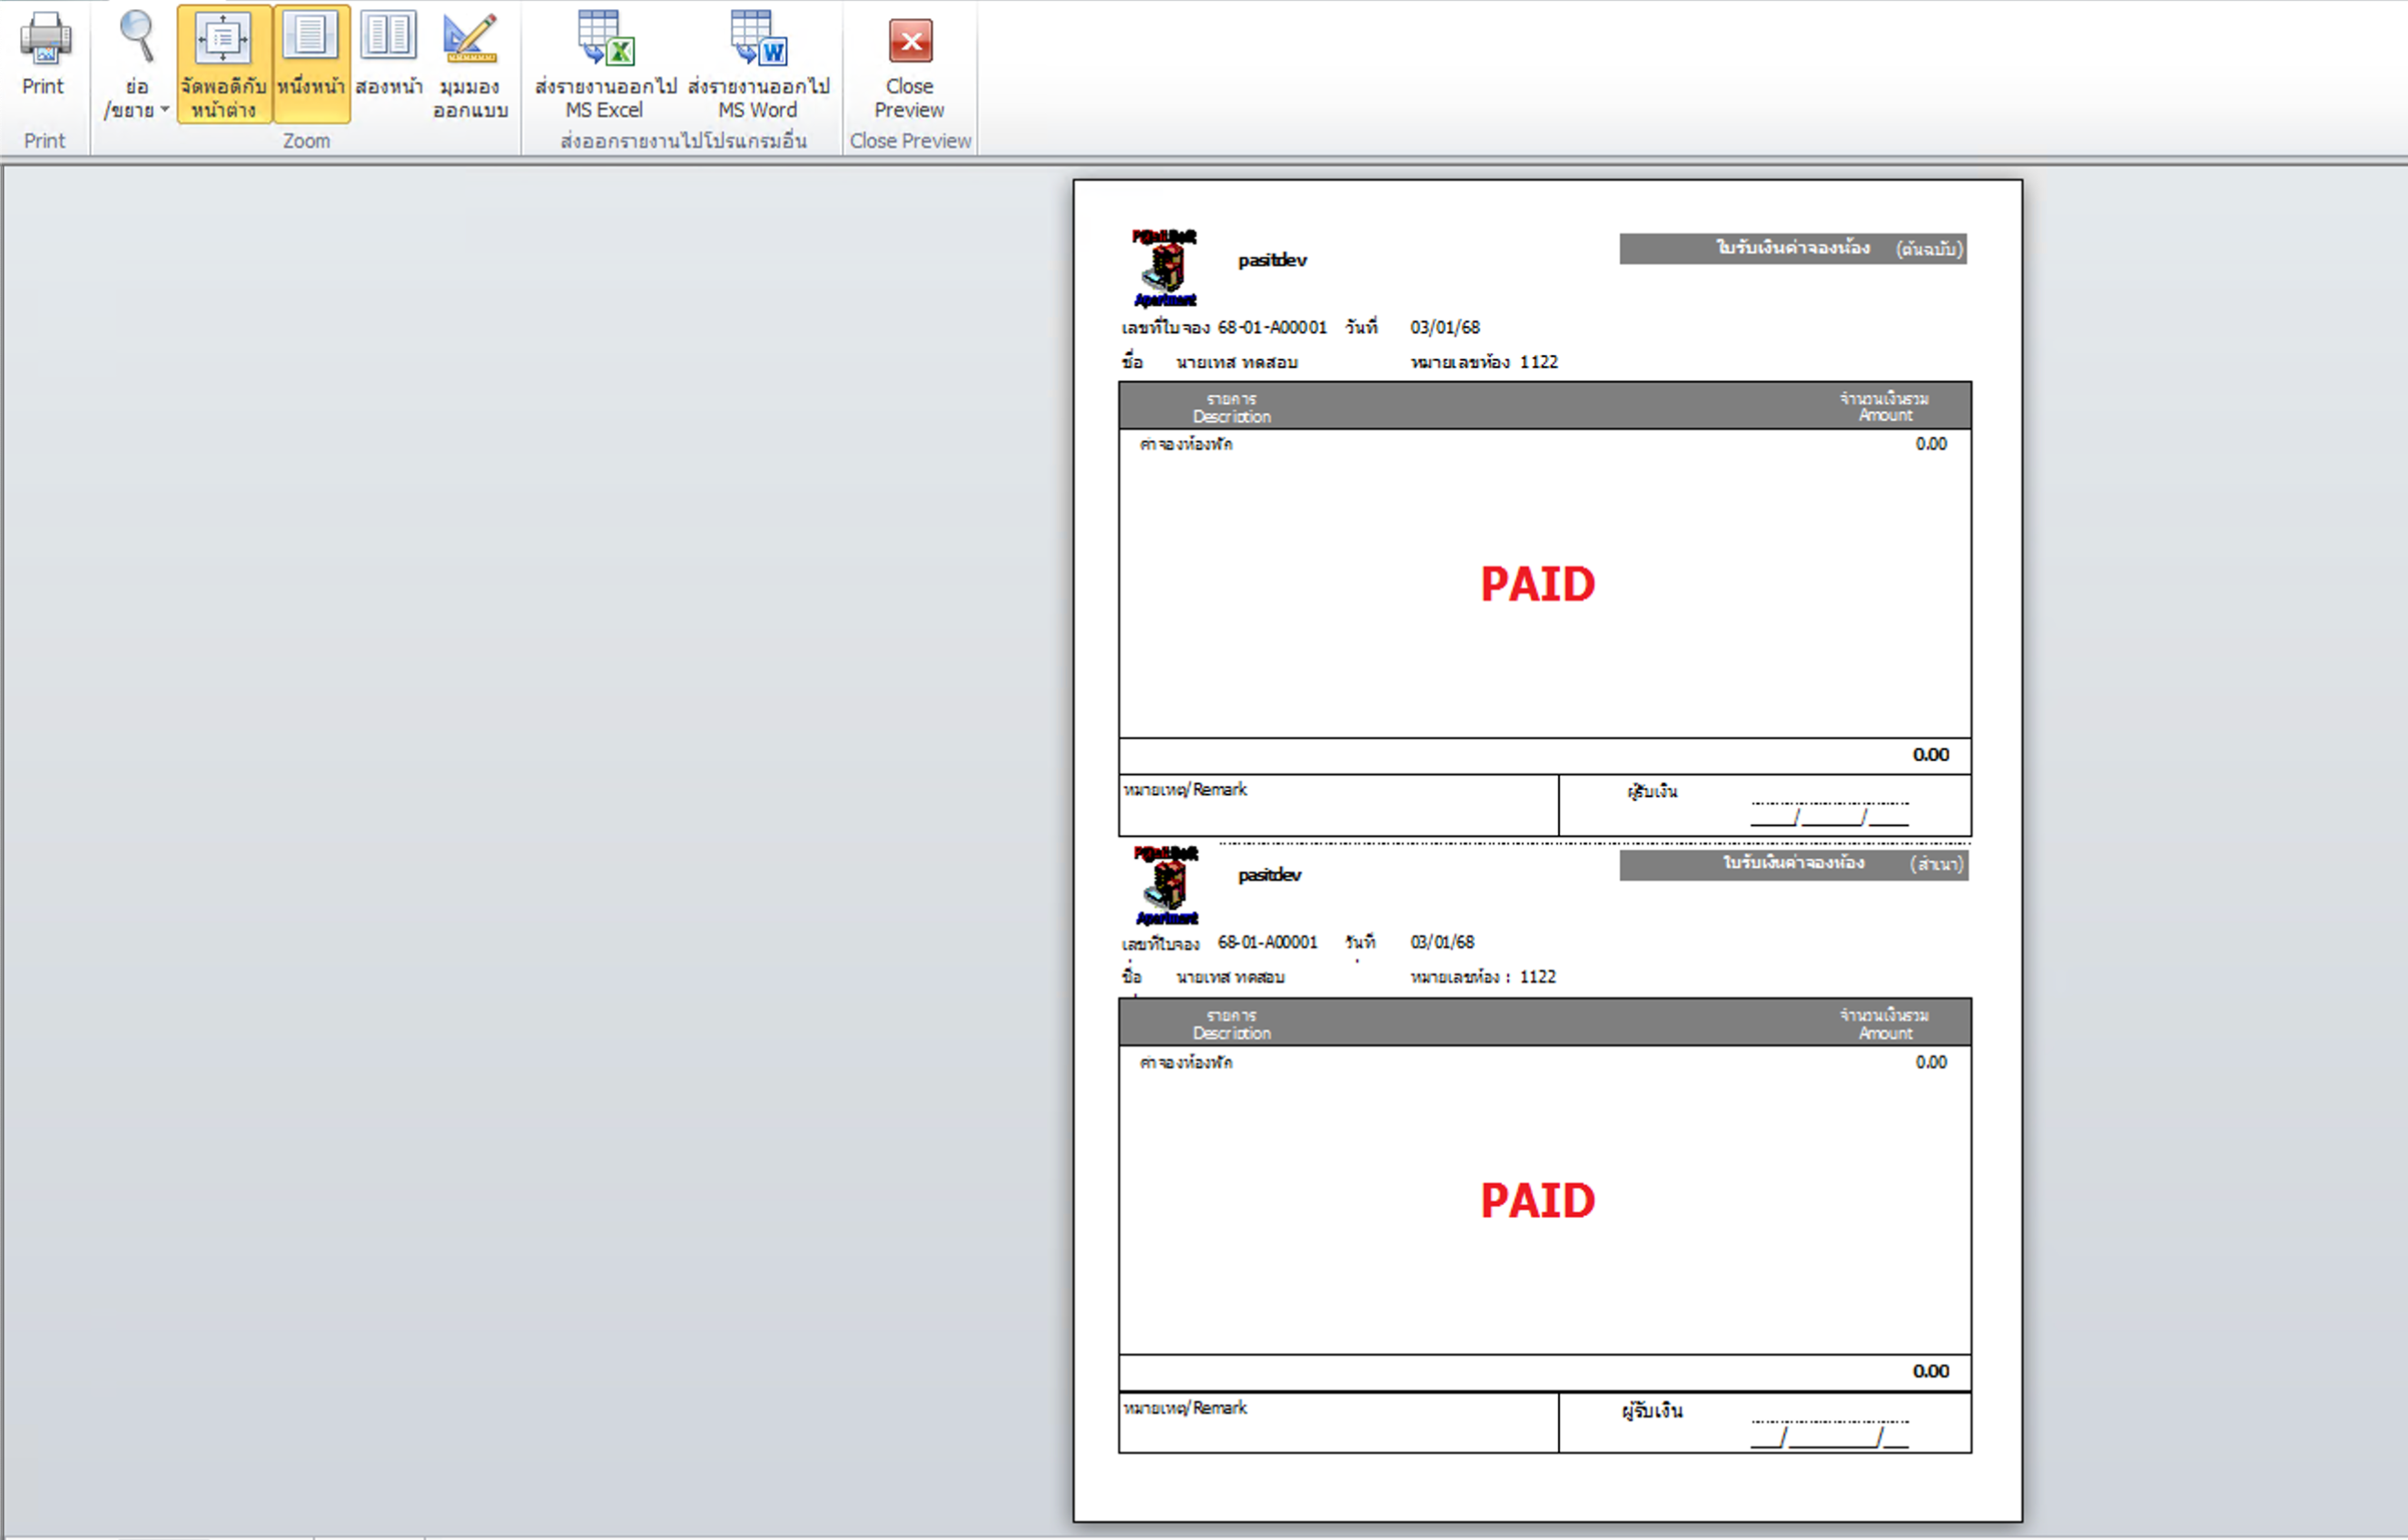 Print
ย่อ
/ขยาย
จัดพอดีกับ
หน้าต่าง
หนึ่งหน้า
สองหน้า
มุมมอง
ออกแบบ
ส่งรายงานออกไป
MS Excel
ส่งรายงานออกไป
MS Word
Close
Preview
Print
Zoom
ส่งออกรายงานไปโปรแกรมอื่น
Close Preview
pasitdev
ใบรับเงินค่าจองห้อง (ต้นฉบับ)
Apartment
เลขที่ใบจอง 68-01-A00001 วันที่ 03/01/68
ชื่อ นายเทส ทดสอบ หมายเลขห้อง 1122
รายการ จำนวนเงินรวม
Description Amount
ค่าจองห้องพัก 0.00
PAID
0.00
หมายเหตุ/Remark ผู้รับเงิน
pasitdev
ใบรับเงินค่าจองห้อง (สำเนา)
Apartment
เลขที่ใบจอง 68-01-A00001 วันที่ 03/01/68
ชื่อ นายเทส ทดสอบ หมายเลขห้อง : 1122
รายการ จำนวนเงินรวม
Description Amount
ค่าจองห้องพัก 0.00
PAID
0.00
หมายเหตุ/Remark ผู้รับเงิน